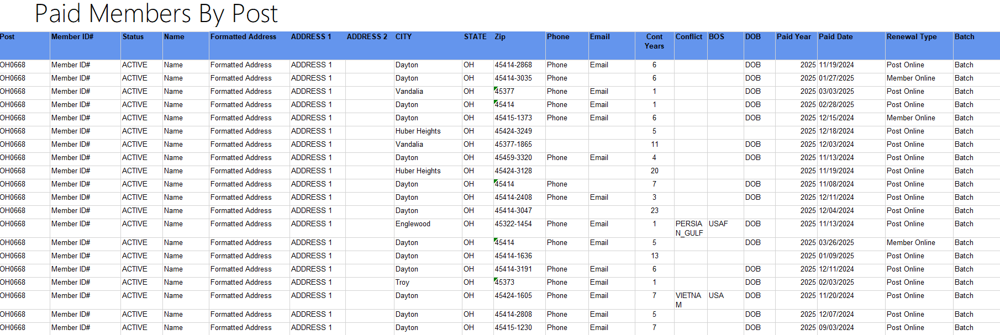 Paid Members By Post
Post Member ID# Status Name Formatted Address ADDRESS 1 ADDRESS 2 CITY STATE Zip Phone Email Cont Conflict BOS DOB Paid Year Paid Date Renewal Type Batch
Years
OH0668 Member ID# ACTIVE Name Formatted Address ADDRESS 1 Dayton OH 45414-2868 Phone Email 6 DOB 2025 11/19/2024 Post Online Batch
OH0668 Member ID# ACTIVE Name Formatted Address ADDRESS 1 Dayton OH 45414-3035 Phone 6 DOB 2025 01/27/2025 Member Online Batch
OH0668 Member ID# ACTIVE Name Formatted Address ADDRESS 1 Vandalia OH 45377 Phone Email 1 DOB 2025 03/03/2025 Post Online Batch
OH0668 Member ID# ACTIVE Name Formatted Address ADDRESS 1 Dayton OH 45414 Phone Email 1 DOB 2025 02/28/2025 Post Online Batch
OH0668 Member ID# ACTIVE Name Formatted Address ADDRESS 1 Dayton OH 45415-1373 Phone Email 6 DOB 2025 12/15/2024 Member Online Batch
OH0668 Member ID# ACTIVE Name Formatted Address ADDRESS 1 Huber Heights OH 45424-3249 5 2025 12/18/2024 Post Online Batch
OH0668 Member ID# ACTIVE Name Formatted Address ADDRESS 1 Vandalia OH 45377-1865 11 DOB 2025 12/03/2024 Post Online Batch
OH0668 Member ID# ACTIVE Name Formatted Address ADDRESS 1 Dayton OH 45459-3320 Phone Email 4 DOB 2025 11/13/2024 Post Online Batch
OH0668 Member ID# ACTIVE Name Formatted Address ADDRESS 1 Huber Heights OH 45424-3128 20 2025 11/19/2024 Post Online Batch
OH0668 Member ID# ACTIVE Name Formatted Address ADDRESS 1 Dayton OH 45414 Phone 7 DOB 2025 11/08/2024 Post Online Batch
OH0668 Member ID# ACTIVE Name Formatted Address ADDRESS 1 Dayton OH 45414-2408 Phone Email 3 DOB 2025 12/11/2024 Post Online Batch
OH0668 Member ID# ACTIVE Name Formatted Address ADDRESS 1 Dayton OH 45414-3047 23 2025 12/04/2024 Post Online Batch
OH0668 Member ID# ACTIVE Name Formatted Address ADDRESS 1 Englewood OH 45322-1454 Phone Email 1 PERSIA USAF DOB 2025 11/13/2024 Post Online Batch
N_GULF
OH0668 Member ID# ACTIVE Name Formatted Address ADDRESS 1 Dayton OH 45414 Phone Email 5 DOB 2025 03/26/2025 Member Online Batch
OH0668 Member ID# ACTIVE Name Formatted Address ADDRESS 1 Dayton OH 45414-1636 13 2025 01/09/2025 Post Online Batch
OH0668 Member ID# ACTIVE Name Formatted Address ADDRESS 1 Dayton OH 45414-3191 Phone Email 6 DOB 2025 12/11/2024 Post Online Batch
OH0668 Member ID# ACTIVE Name Formatted Address ADDRESS 1 Troy OH 45373 Phone Email 1 DOB 2025 02/03/2025 Post Online Batch
OH0668 Member ID# ACTIVE Name Formatted Address ADDRESS 1 Dayton OH 45424-1605 Phone Email 7 VIETNA USA DOB 2025 11/20/2024 Post Online Batch
M
OH0668 Member ID# ACTIVE Name Formatted Address ADDRESS 1 Dayton OH 45414-2808 Phone Email 5 DOB 2025 12/07/2024 Post Online Batch
OH0668 Member ID# ACTIVE Name Formatted Address ADDRESS 1 Dayton OH 45415-1230 Phone Email 7 DOB 2025 09/03/2024 Post Online Batch